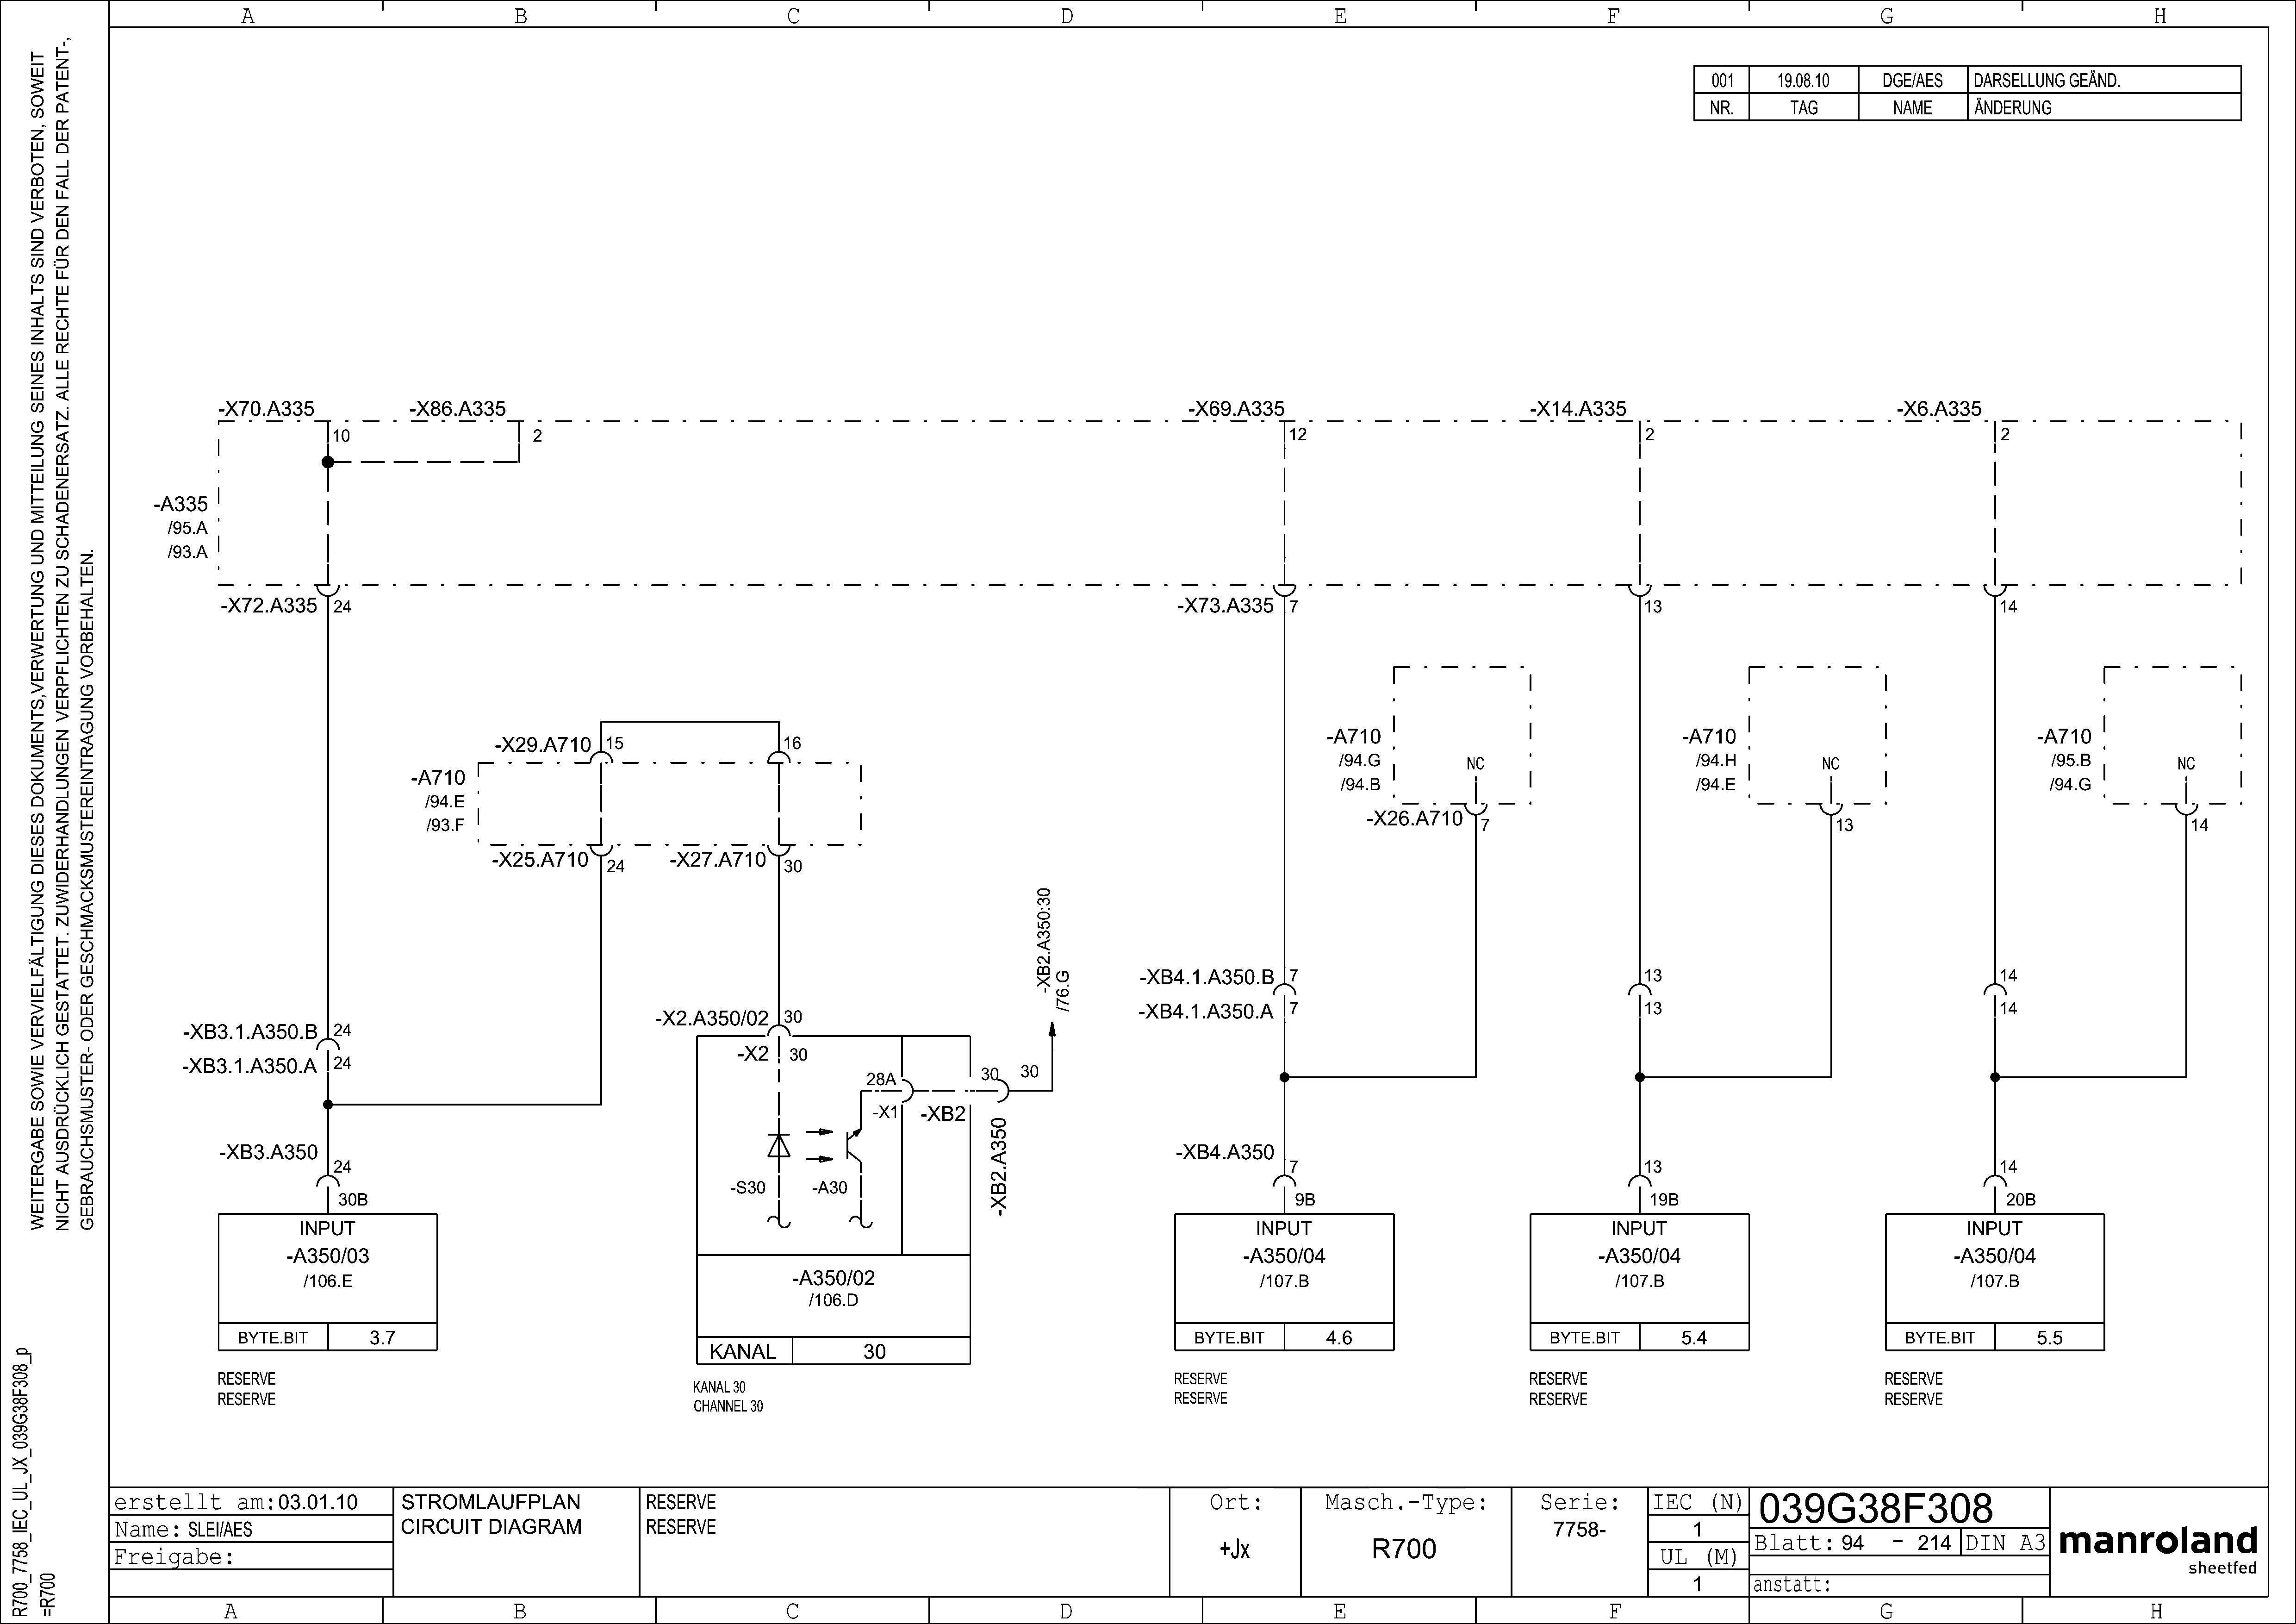 A B C D E F G H
001 19.08.10 DGE/AES DARSELLUNG GEÄND.
NR. TAG NAME ÄNDERUNG
WEITERGABE SOWIE VERVIELFÄLTIGUNG DIESES DOKUMENTS,VERWERTUNG UND MITTEILUNG SEINES INHALTS SIND VERBOTEN, SOWEIT
NICHT AUSDRÜCKLICH GESTATTET. ZUWIDERHANDLUNGEN VERPFLICHTEN ZU SCHADENERSATZ. ALLE RECHTE FÜR DEN FALL DER PATENT-,
GEBRAUCHSMUSTER- ODER GESCHMACKSMUSTEREINTRAGUNG VORBEHALTEN.
R700_7758_IEC_UL_JX_039G38F308_p
=R700
-X70.A335 -X86.A335 -X69.A335 -X14.A335 -X6.A335
10 2 12 2 2
-A335
/95.A
/93.A
-X72.A335 24 -X73.A335 7 13 14
-X29.A710 15 16
-A710
/94.E
/93.F
-X25.A710 24 -X27.A710 30
-A710
/94.G
/94.B
NC
-X26.A710 7
-A710
/94.H
/94.E
NC
13
-A710
/95.B
/94.G
NC
14
-XB2.A350:30
/76.G
-XB4.1.A350.B 7 13 14
-XB4.1.A350.A 7 13 14
-XB3.1.A350.B 24
-XB3.1.A350.A 24
-X2.A350/02 30
-X2 30
28A 30 30
-X1 -XB2
-XB2.A350
-S30 -A30
-XB3.A350 24
30B
-XB4.A350 7 13 14
9B 19B 20B
INPUT
-A350/03
/106.E
BYTE.BIT 3.7
RESERVE
RESERVE
-A350/02
/106.D
KANAL 30
KANAL 30
CHANNEL 30
INPUT
-A350/04
/107.B
BYTE.BIT 4.6
RESERVE
RESERVE
INPUT
-A350/04
/107.B
BYTE.BIT 5.4
RESERVE
RESERVE
INPUT
-A350/04
/107.B
BYTE.BIT 5.5
RESERVE
RESERVE
erstellt am: 03.01.10
Name: SLEI/AES
Freigabe:
STROMLAUFPLAN
CIRCUIT DIAGRAM
RESERVE
RESERVE
Ort:
+Jx
Masch.-Type:
R700
Serie:
7758-
IEC (N)
1
UL (M)
1
039G38F308
Blatt: 94 - 214 DIN A3
anstatt:
manroland
sheetfed
A B C D E F G H